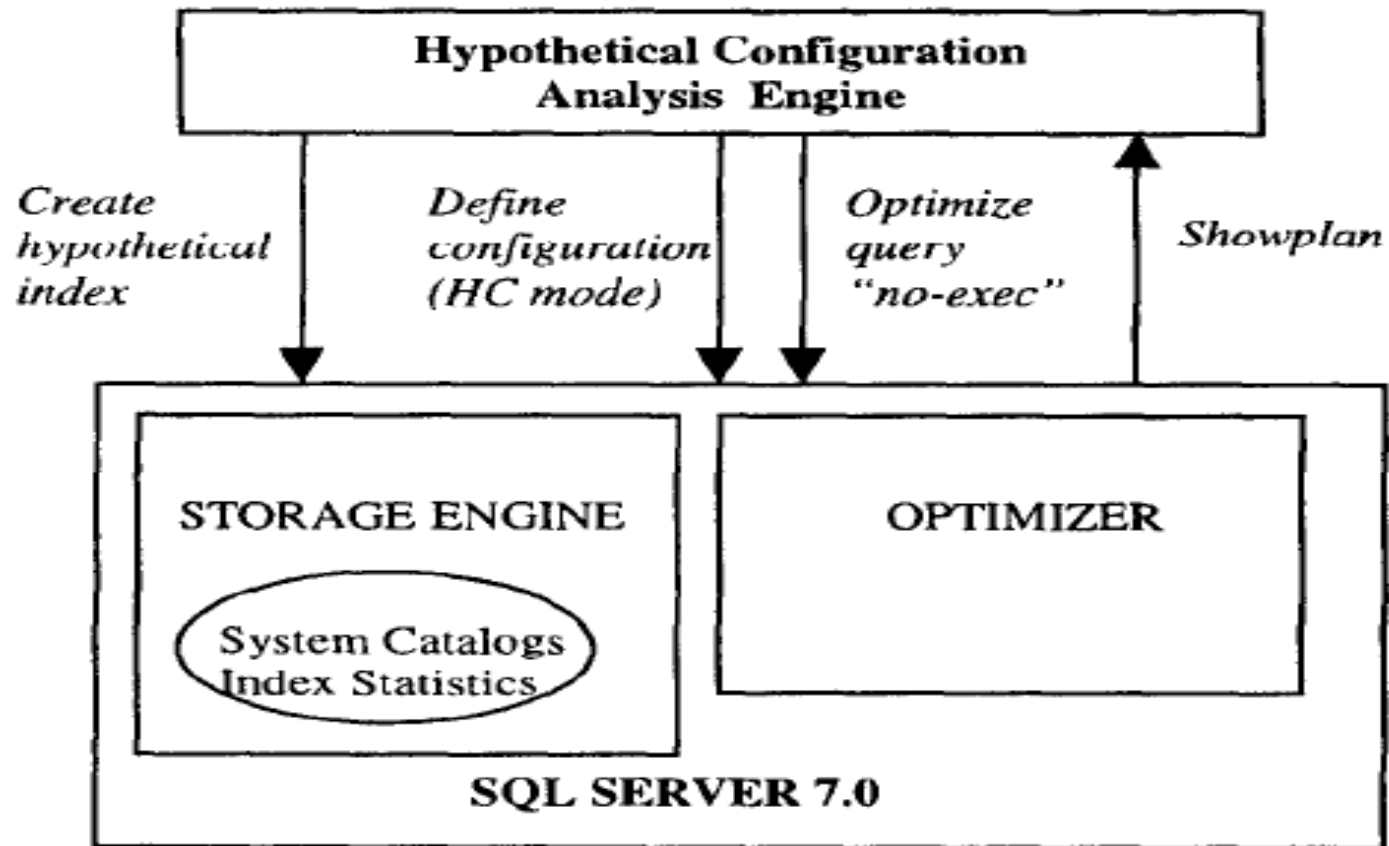 Hypothetical Configuration
Analysis Engine
Create
hypothetical
index
Define
configuration
(HC mode)
Optimize
query
“no-exec”
Showplan
STORAGE ENGINE
System Catalogs
Index Statistics
OPTIMIZER
SQL SERVER 7.0